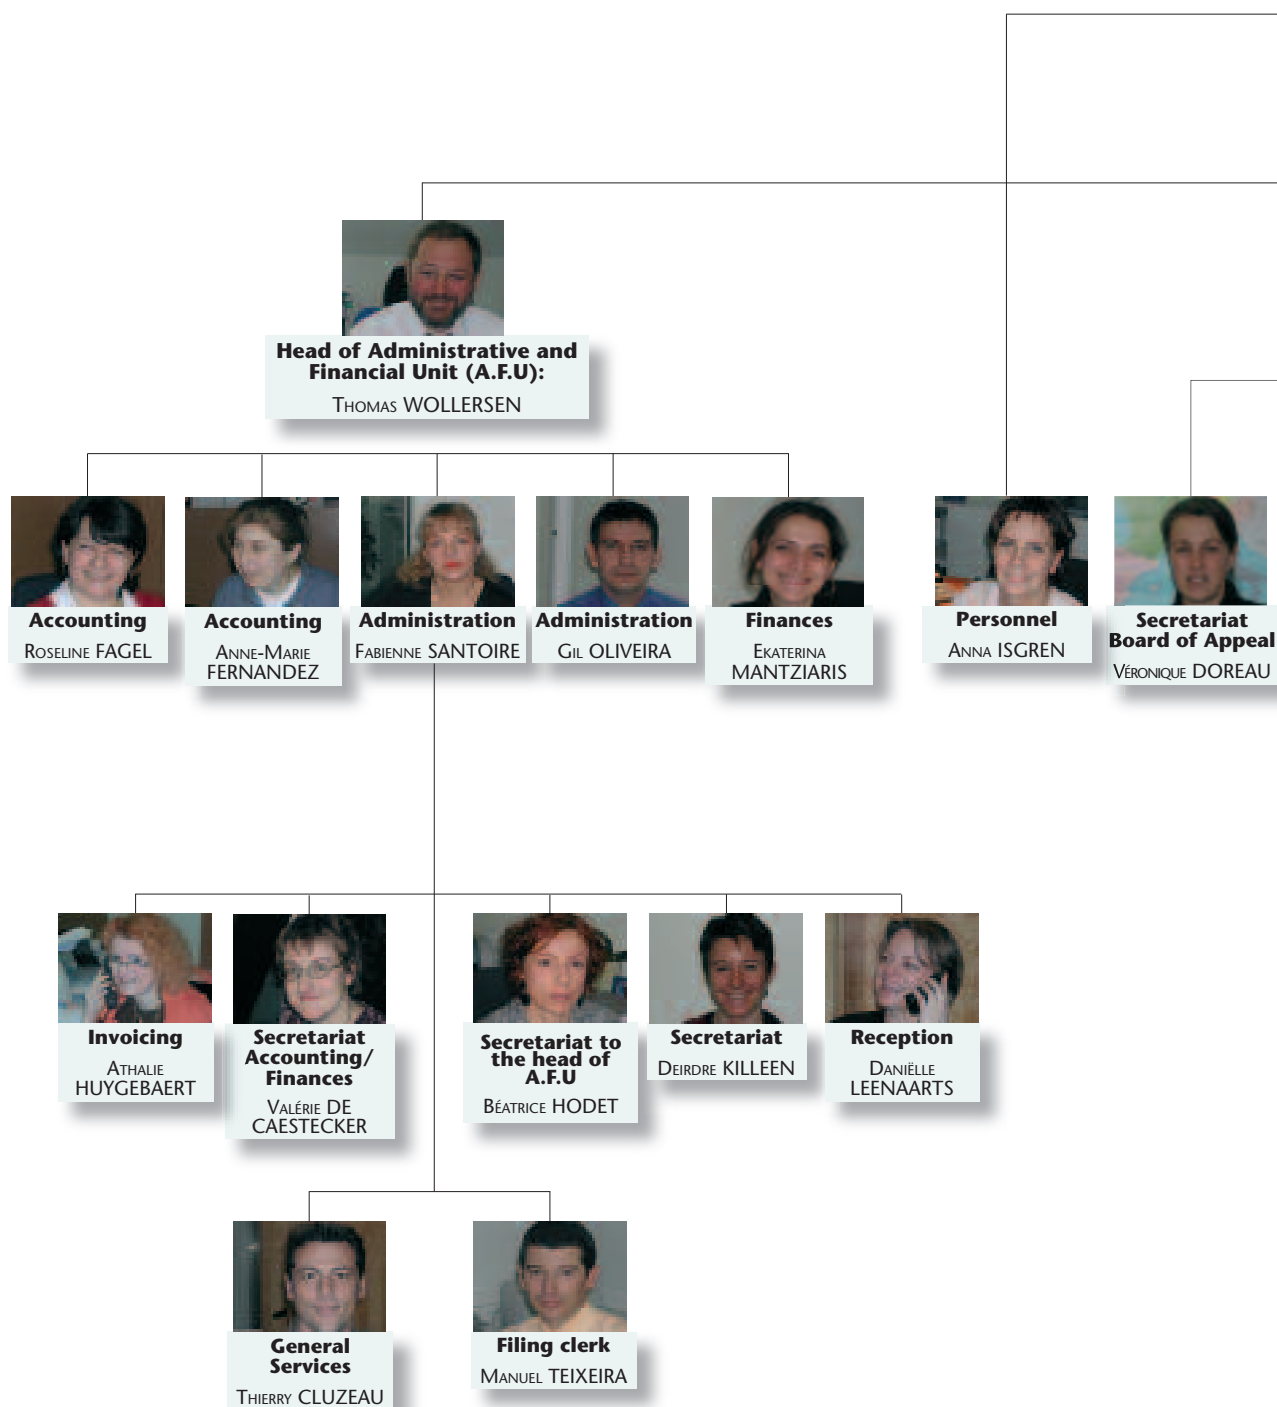 Head of Administrative and
Financial Unit (A.F.U):
Thomas WOLLERSEN
Accounting
Roseline FAGEL
Accounting
Anne-Marie
FERNANDEZ
Administration
Fabienne SANTOIRE
Administration
Gil OLIVEIRA
Finances
Ekaterina
MANTZIARIS
Personnel
Anna ISGREN
Secretariat
Board of Appeal
Véronique DOREAU
Invoicing
Athalie
HUYGEBAERT
Secretariat
Accounting/
Finances
Valérie DE
CAESTECKER
Secretariat to
the head of
A.F.U
Béatrice HODET
Secretariat
Deirdre KILLEEN
Reception
Daniëlle
LEENAARTS
General
Services
Thierry CLUZEAU
Filing clerk
Manuel TEIXEIRA